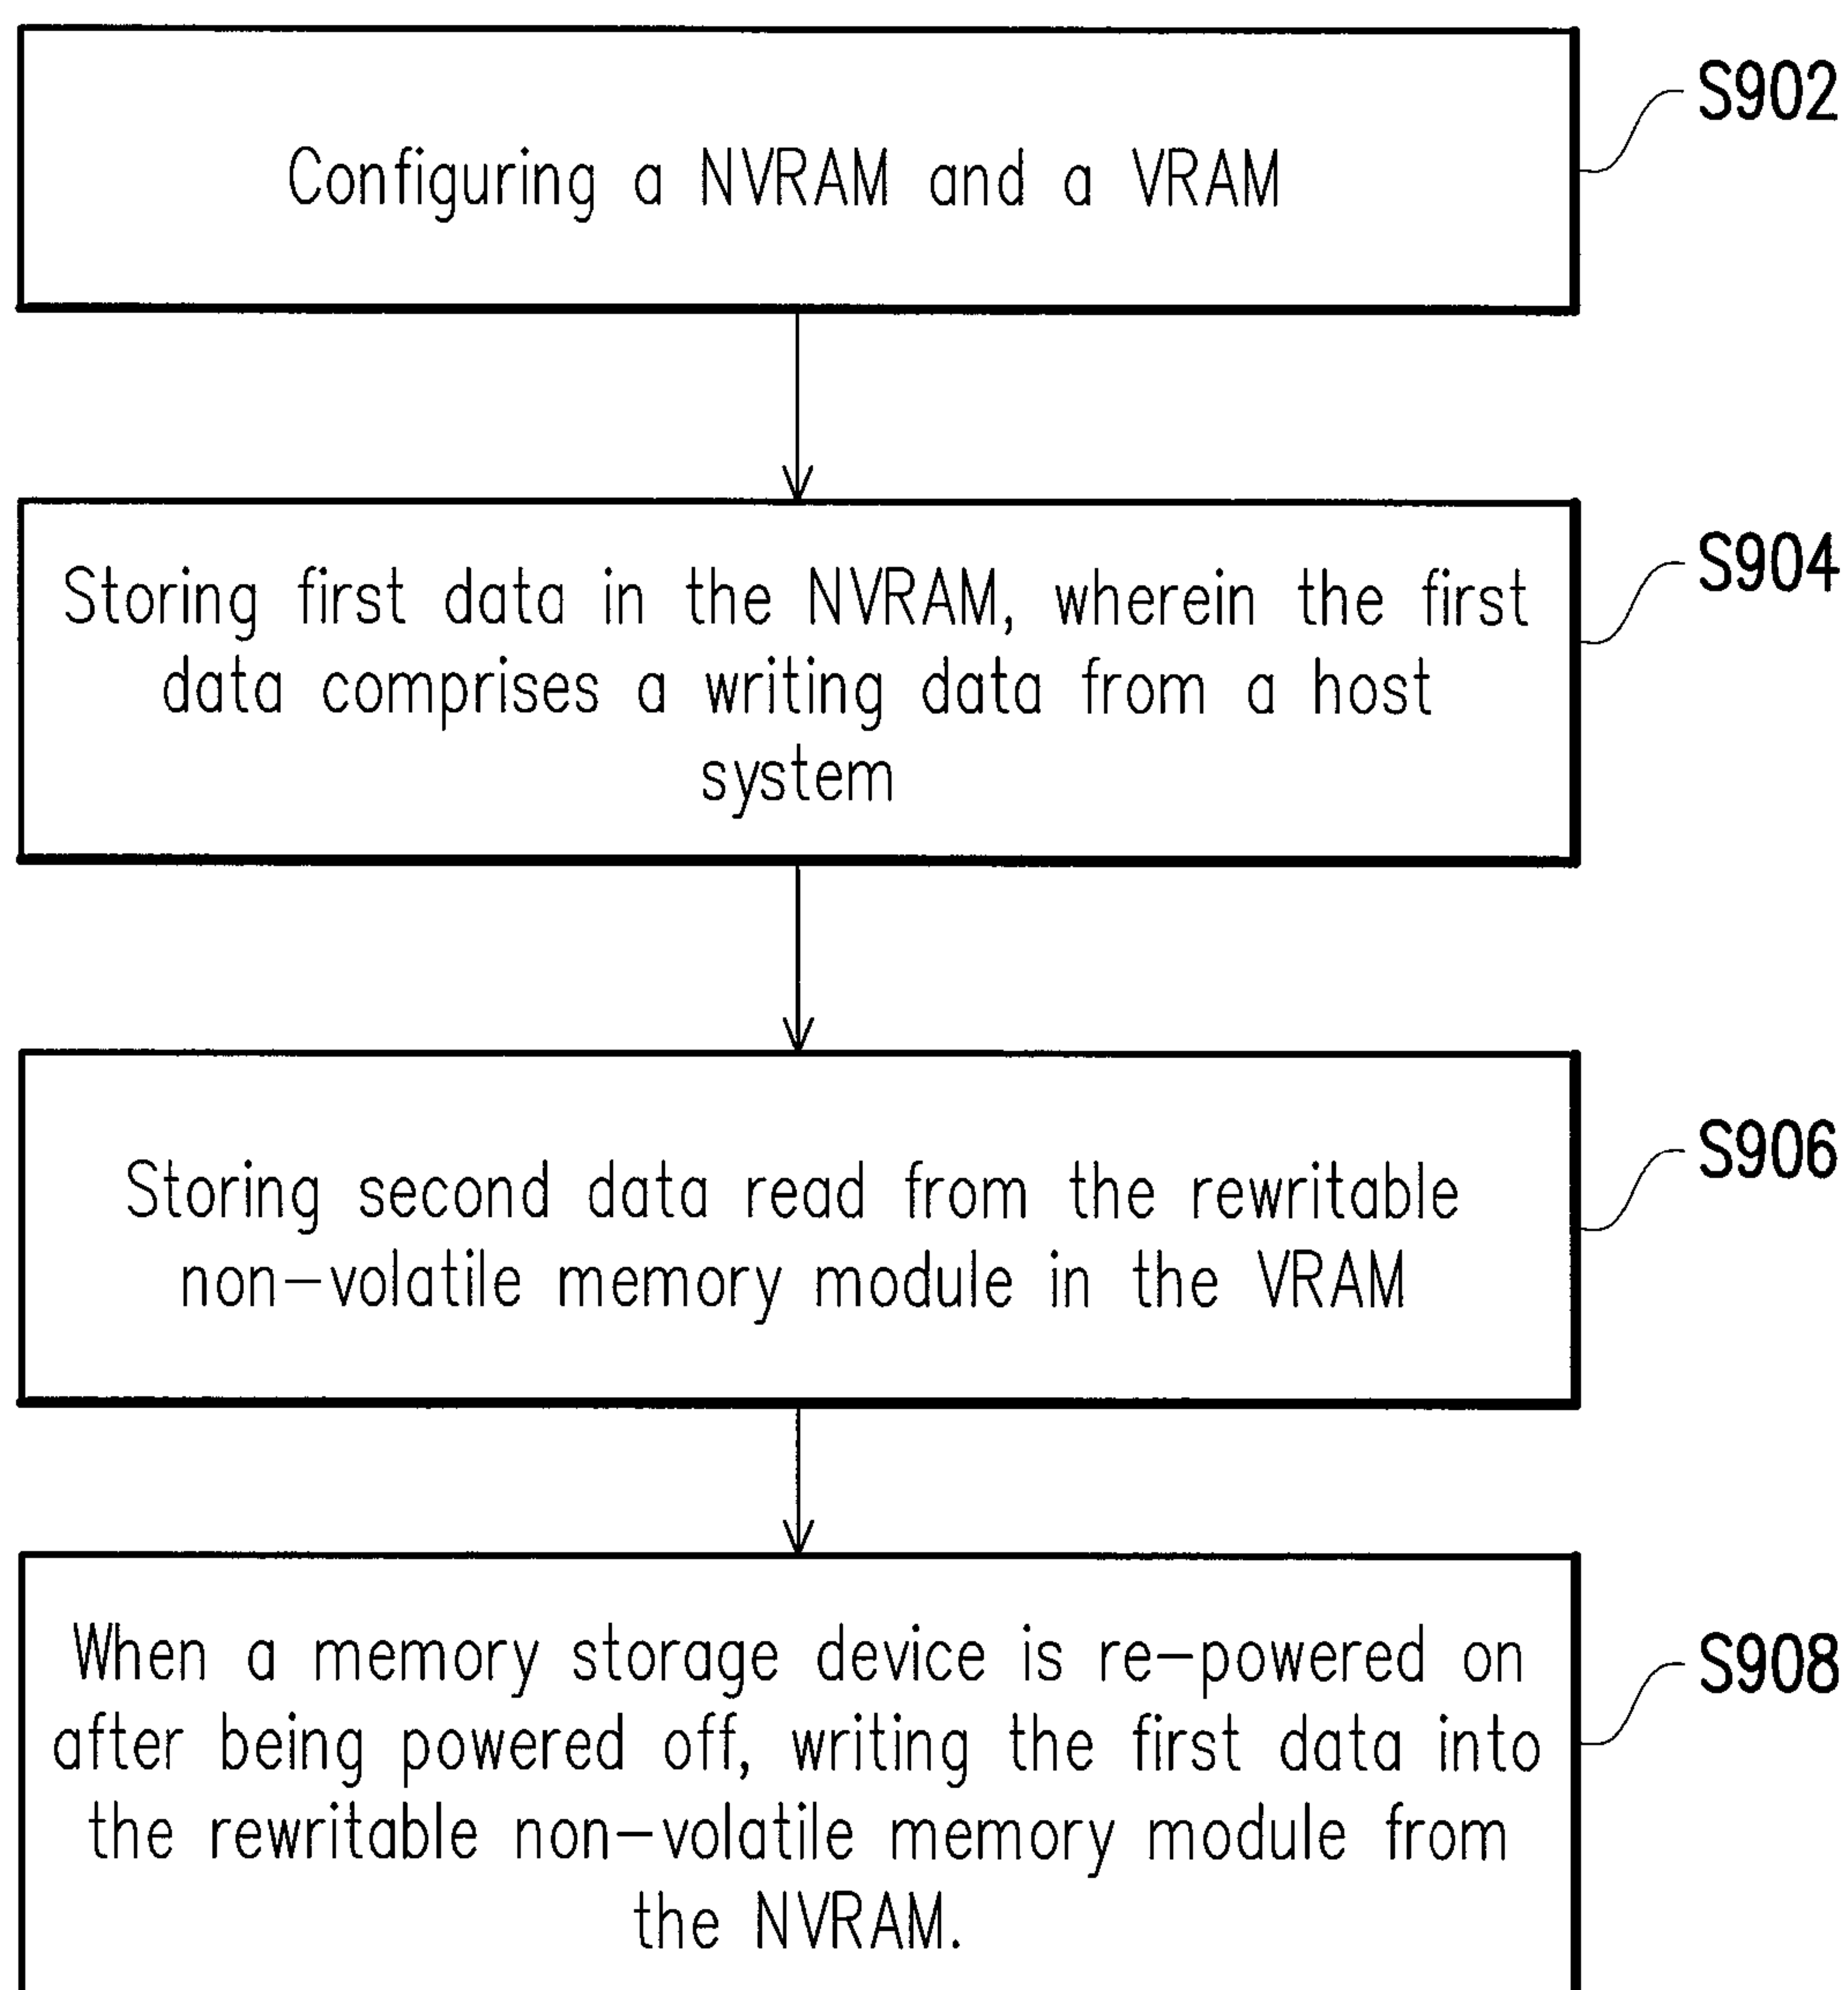 S902
Configuring a NVRAM and a VRAM
S904
Storing first data in the NVRAM, wherein the first
data comprises a writing data from a host
system
S906
Storing second data read from the rewritable
non-volatile memory module in the VRAM
S908
When a memory storage device is re-powered on
after being powered off, writing the first data into
the rewritable non-volatile memory module from
the NVRAM.